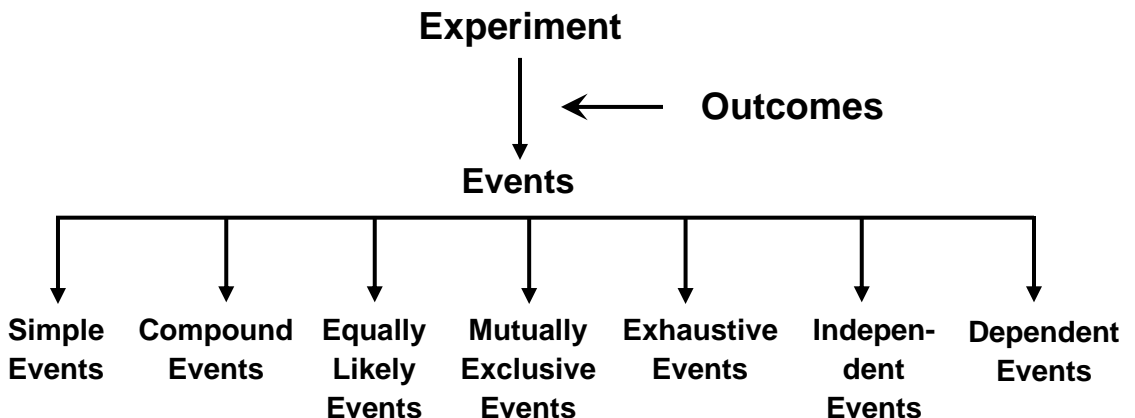 Experiment
Outcomes
Events
Simple
Events
Compound
Events
Equally
Likely
Events
Mutually
Exclusive
Events
Exhaustive
Events
Indepen-
dent
Events
Dependent
Events